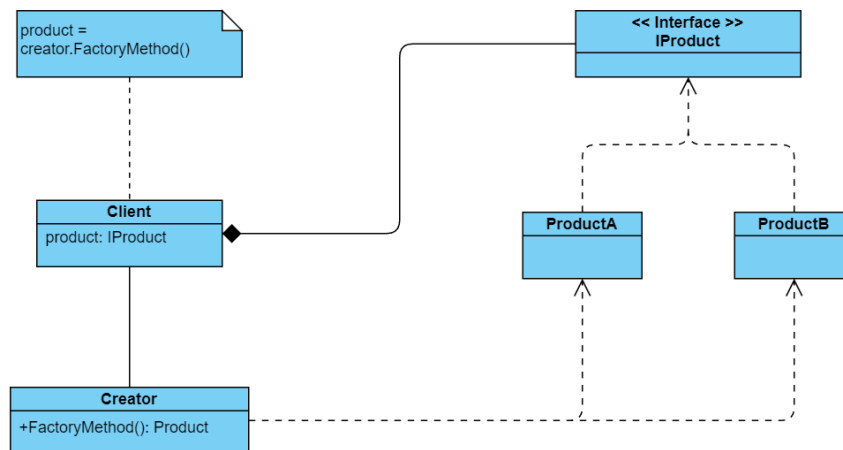 product =
creator.FactoryMethod()
<< Interface >>
IProduct
Client
product: IProduct
ProductA
ProductB
Creator
+FactoryMethod(): Product